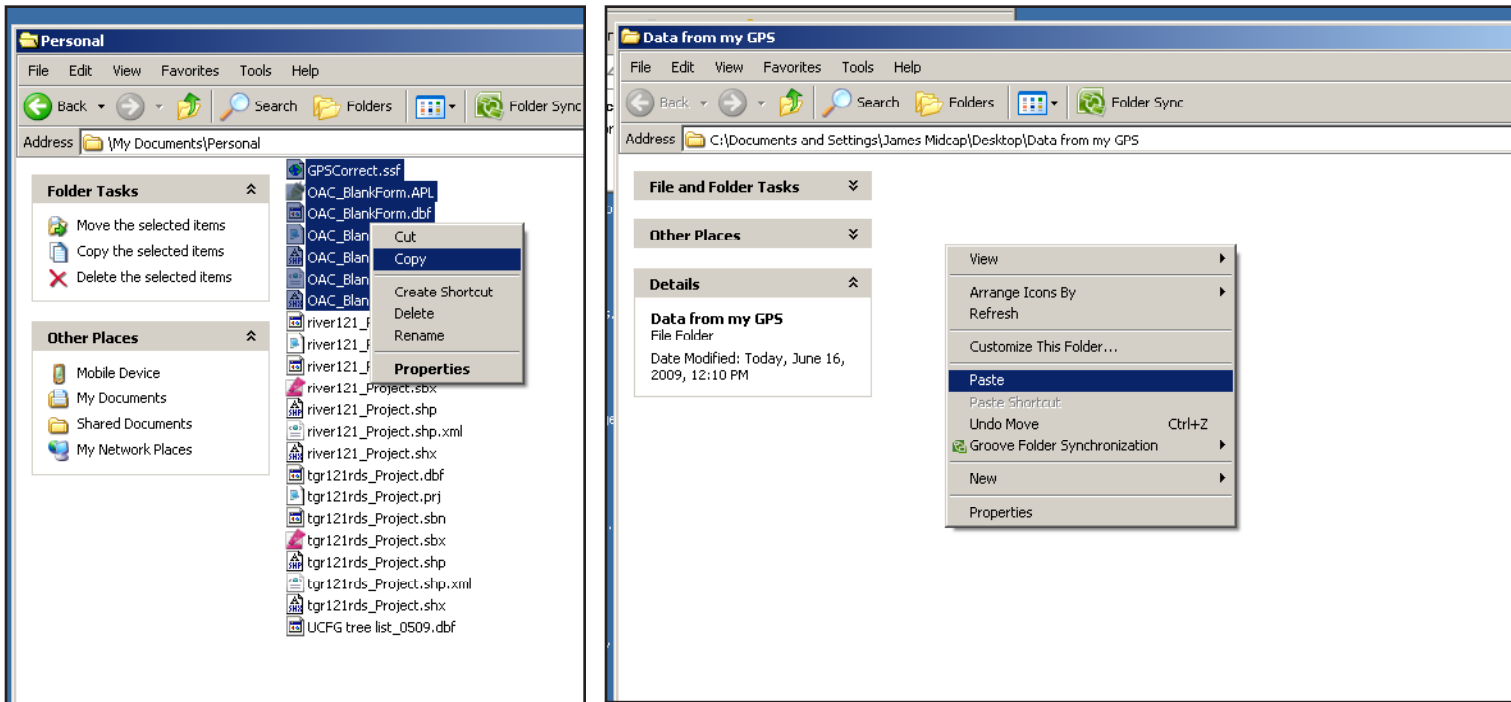 Personal
File Edit View Favorites Tools Help
Back Search Folders Folder Sync
Address \My Documents\Personal
Folder Tasks
Move the selected items
Copy the selected items
Delete the selected items
Other Places
Mobile Device
My Documents
Shared Documents
My Network Places
GPSCorrect.ssf
OAC_BlankForm.APL
OAC_BlankForm.dbf
OAC_Blan
OAC_Blan
OAC_Blan
OAC_Blan
river121_
river121_
river121_
river121_Project.sbx
river121_Project.shp
river121_Project.shp.xml
river121_Project.shx
tgr121rds_Project.dbf
tgr121rds_Project.prj
tgr121rds_Project.sbn
tgr121rds_Project.sbx
tgr121rds_Project.shp
tgr121rds_Project.shp.xml
tgr121rds_Project.shx
UCFG tree list_0509.dbf
Cut
Copy
Create Shortcut
Delete
Rename
Properties
Data from my GPS
File Edit View Favorites Tools Help
Back Search Folders Folder Sync
Address C:\Documents and Settings\James Midcap\Desktop\Data from my GPS
File and Folder Tasks
Other Places
Details
Data from my GPS
File Folder
Date Modified: Today, June 16,
2009, 12:10 PM
View
Arrange Icons By
Refresh
Customize This Folder...
Paste
Paste Shortcut
Undo Move Ctrl+Z
Groove Folder Synchronization
New
Properties